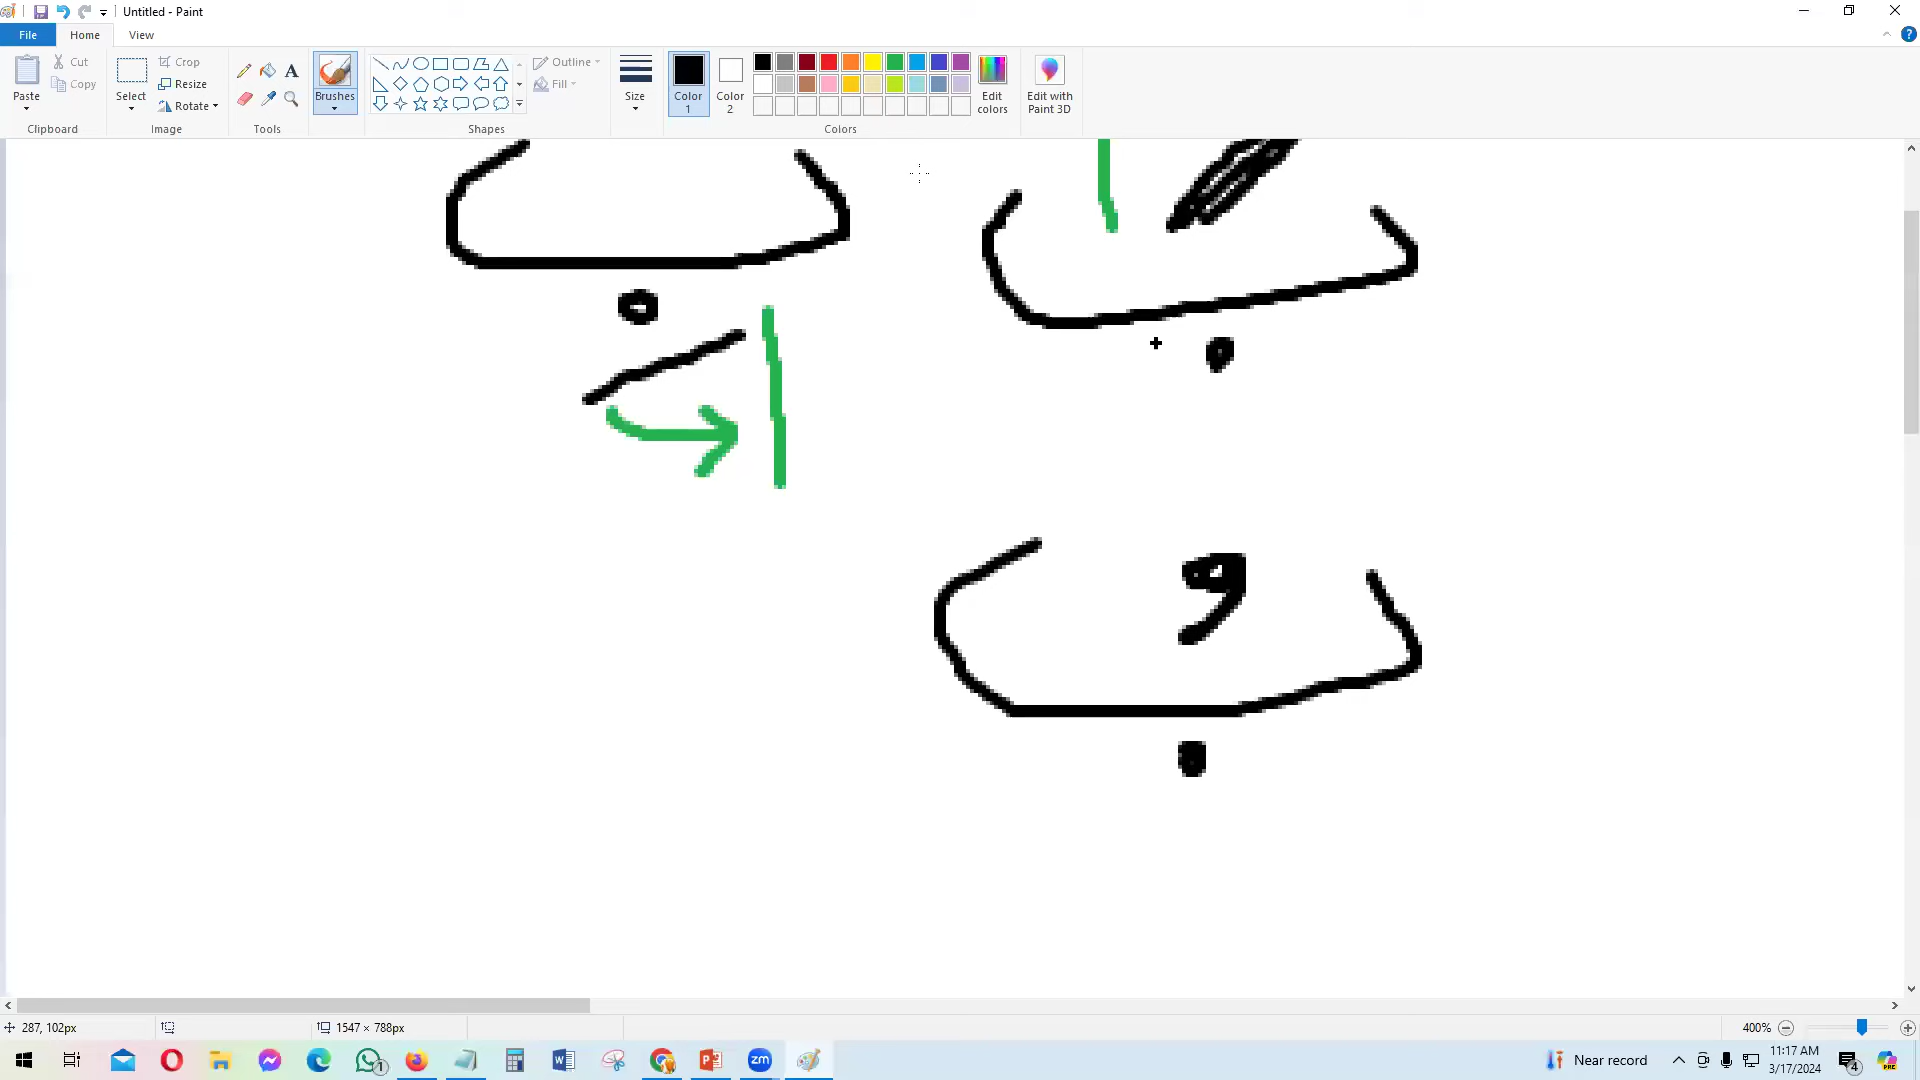 Untitled - Paint
File Home View
Paste Cut Copy Clipboard
Select Crop Resize Rotate Image
Tools
Brushes
Shapes
Outline
Fill
Size
Color 1
Color 2
Colors
Edit colors
Edit with Paint 3D
بَ بِ
بُ
287, 102px
1547 × 788px
400%
Near record
11:17 AM
3/17/2024